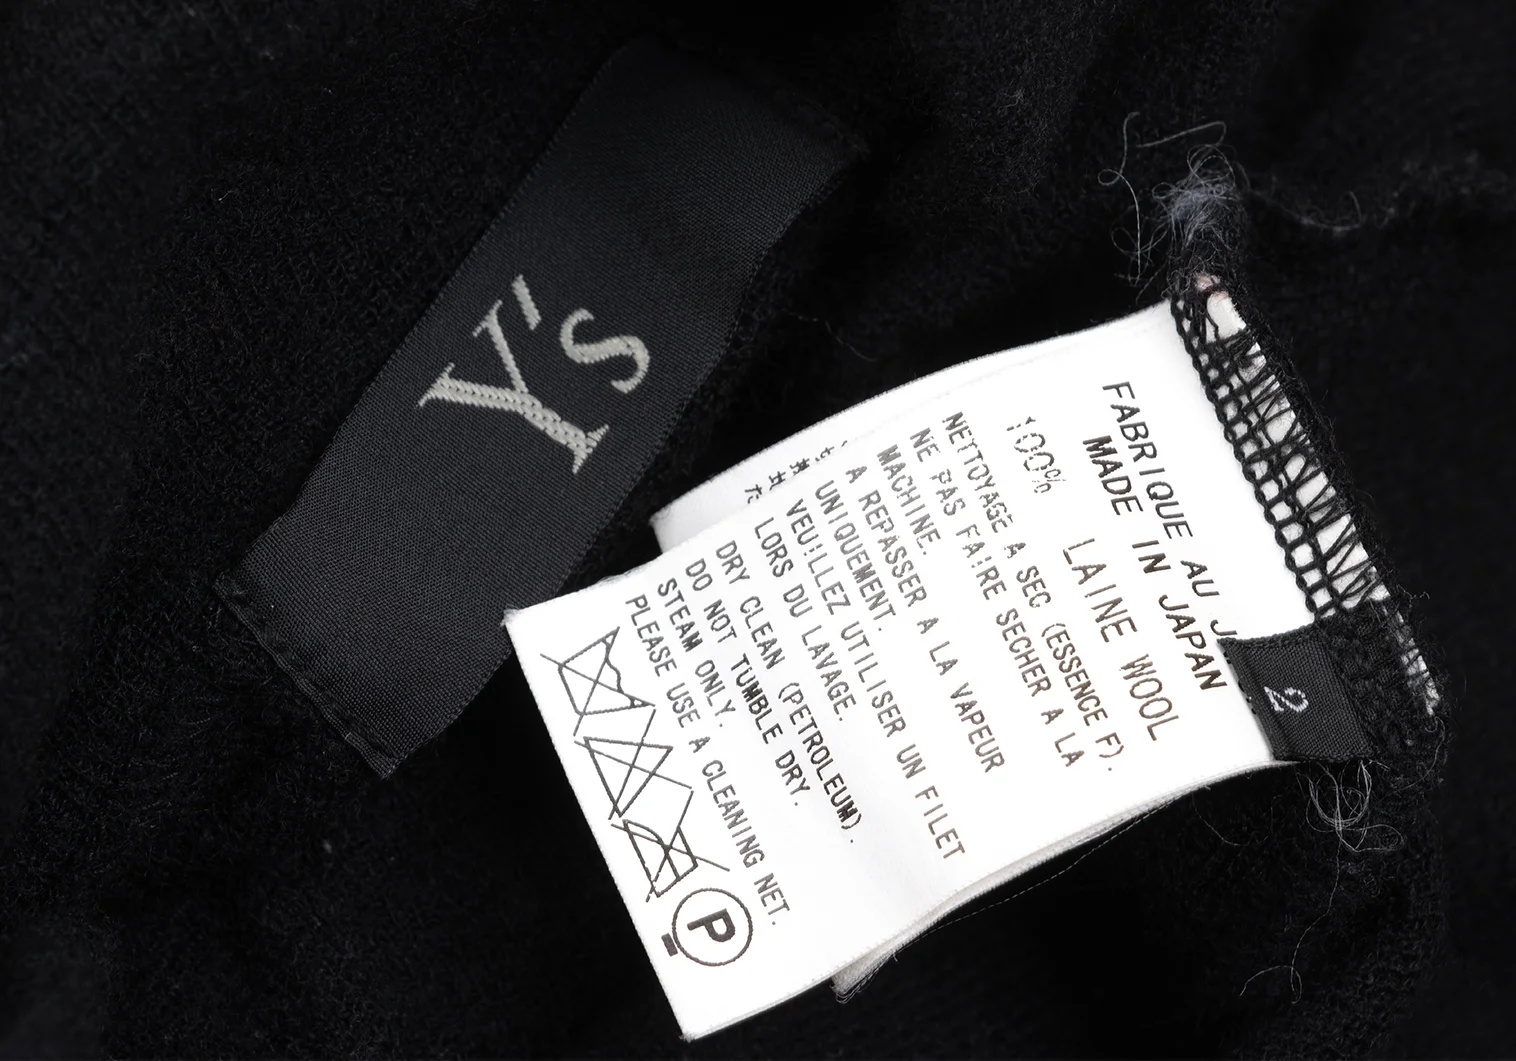 Y's
FABRIQUE AU J
MADE IN JAPAN
100% LAINE WOOL
NETTOYAGE A SEC (ESSENCE F).
NE PAS FAIRE SECHER A LA
MACHINE.
A REPASSER A LA VAPEUR
UNIQUEMENT.
VEUILLEZ UTILISER UN FILET
LORS DU LAVAGE.
DRY CLEAN (PETROLEUM).
DO NOT TUMBLE DRY.
STEAM ONLY.
PLEASE USE A CLEANING NET.
P
2